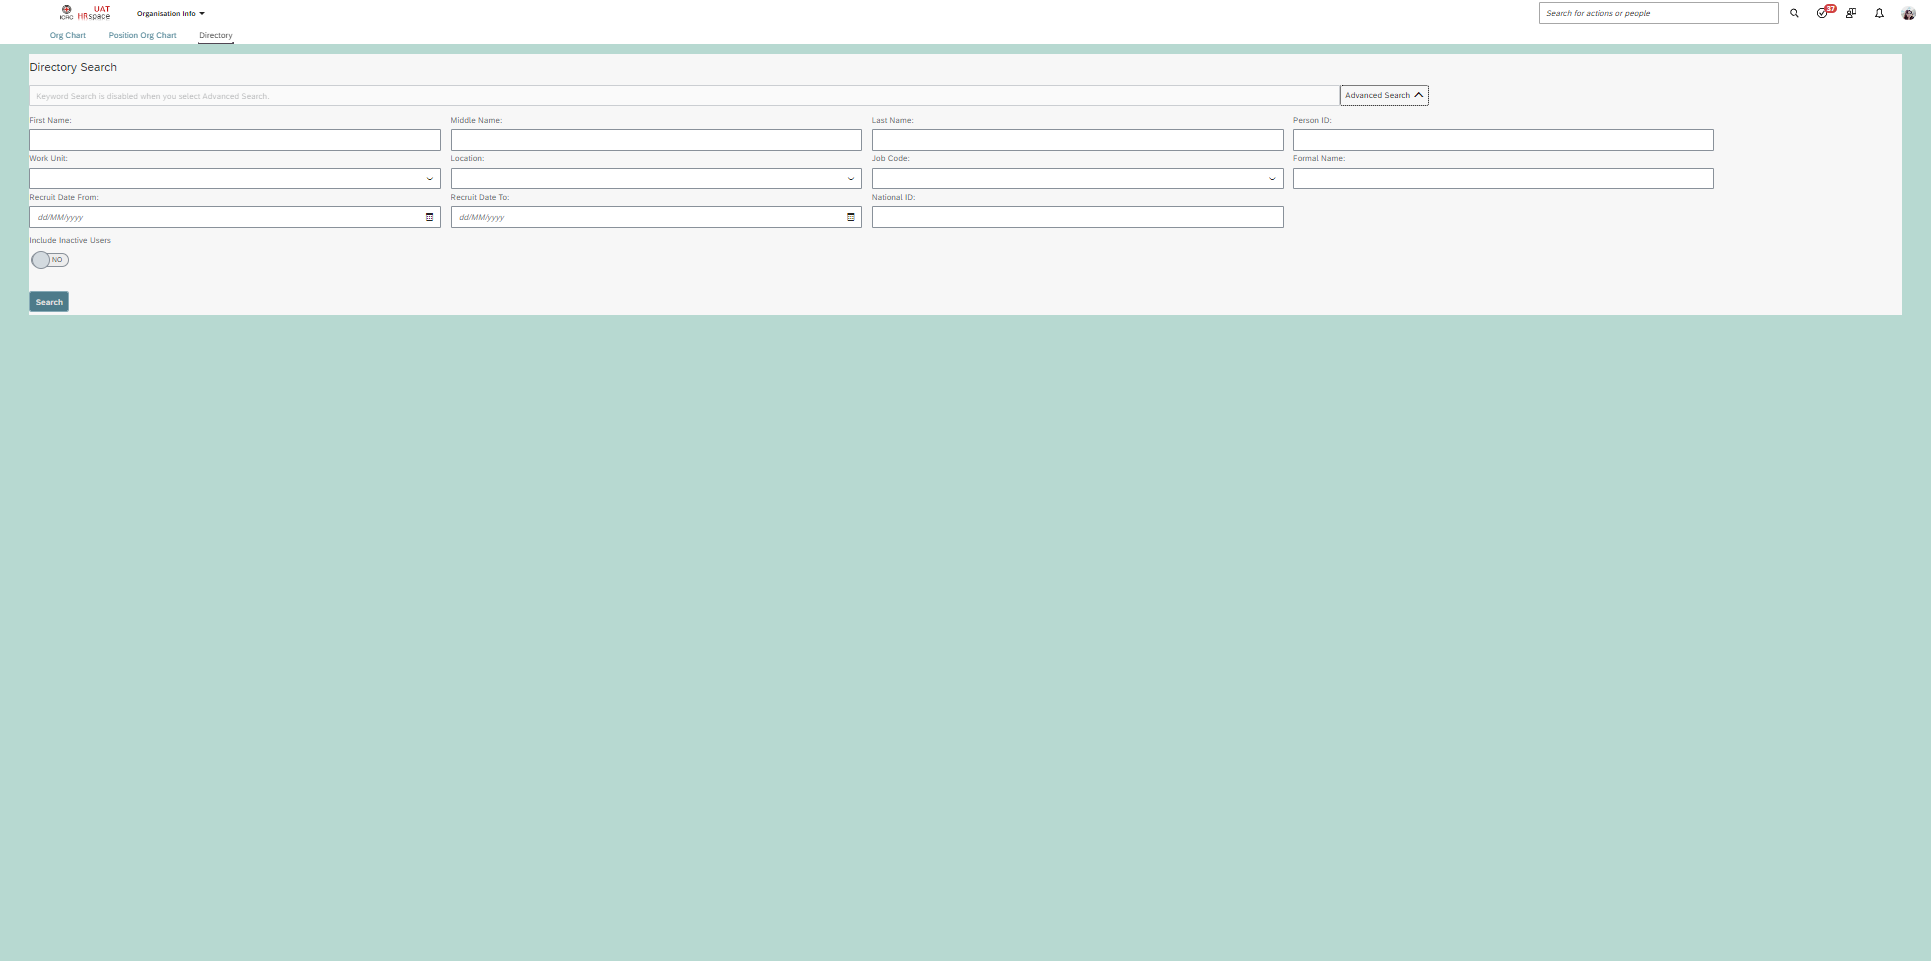 ICRC UAT HRspace Organisation Info Search for actions or people 37
Org Chart Position Org Chart Directory
Directory Search
Keyword Search is disabled when you select Advanced Search. Advanced Search
First Name: Middle Name: Last Name: Person ID:
Work Unit: Location: Job Code: Formal Name:
Recruit Date From: Recruit Date To: National ID:
dd/MM/yyyy dd/MM/yyyy
Include Inactive Users
NO
Search